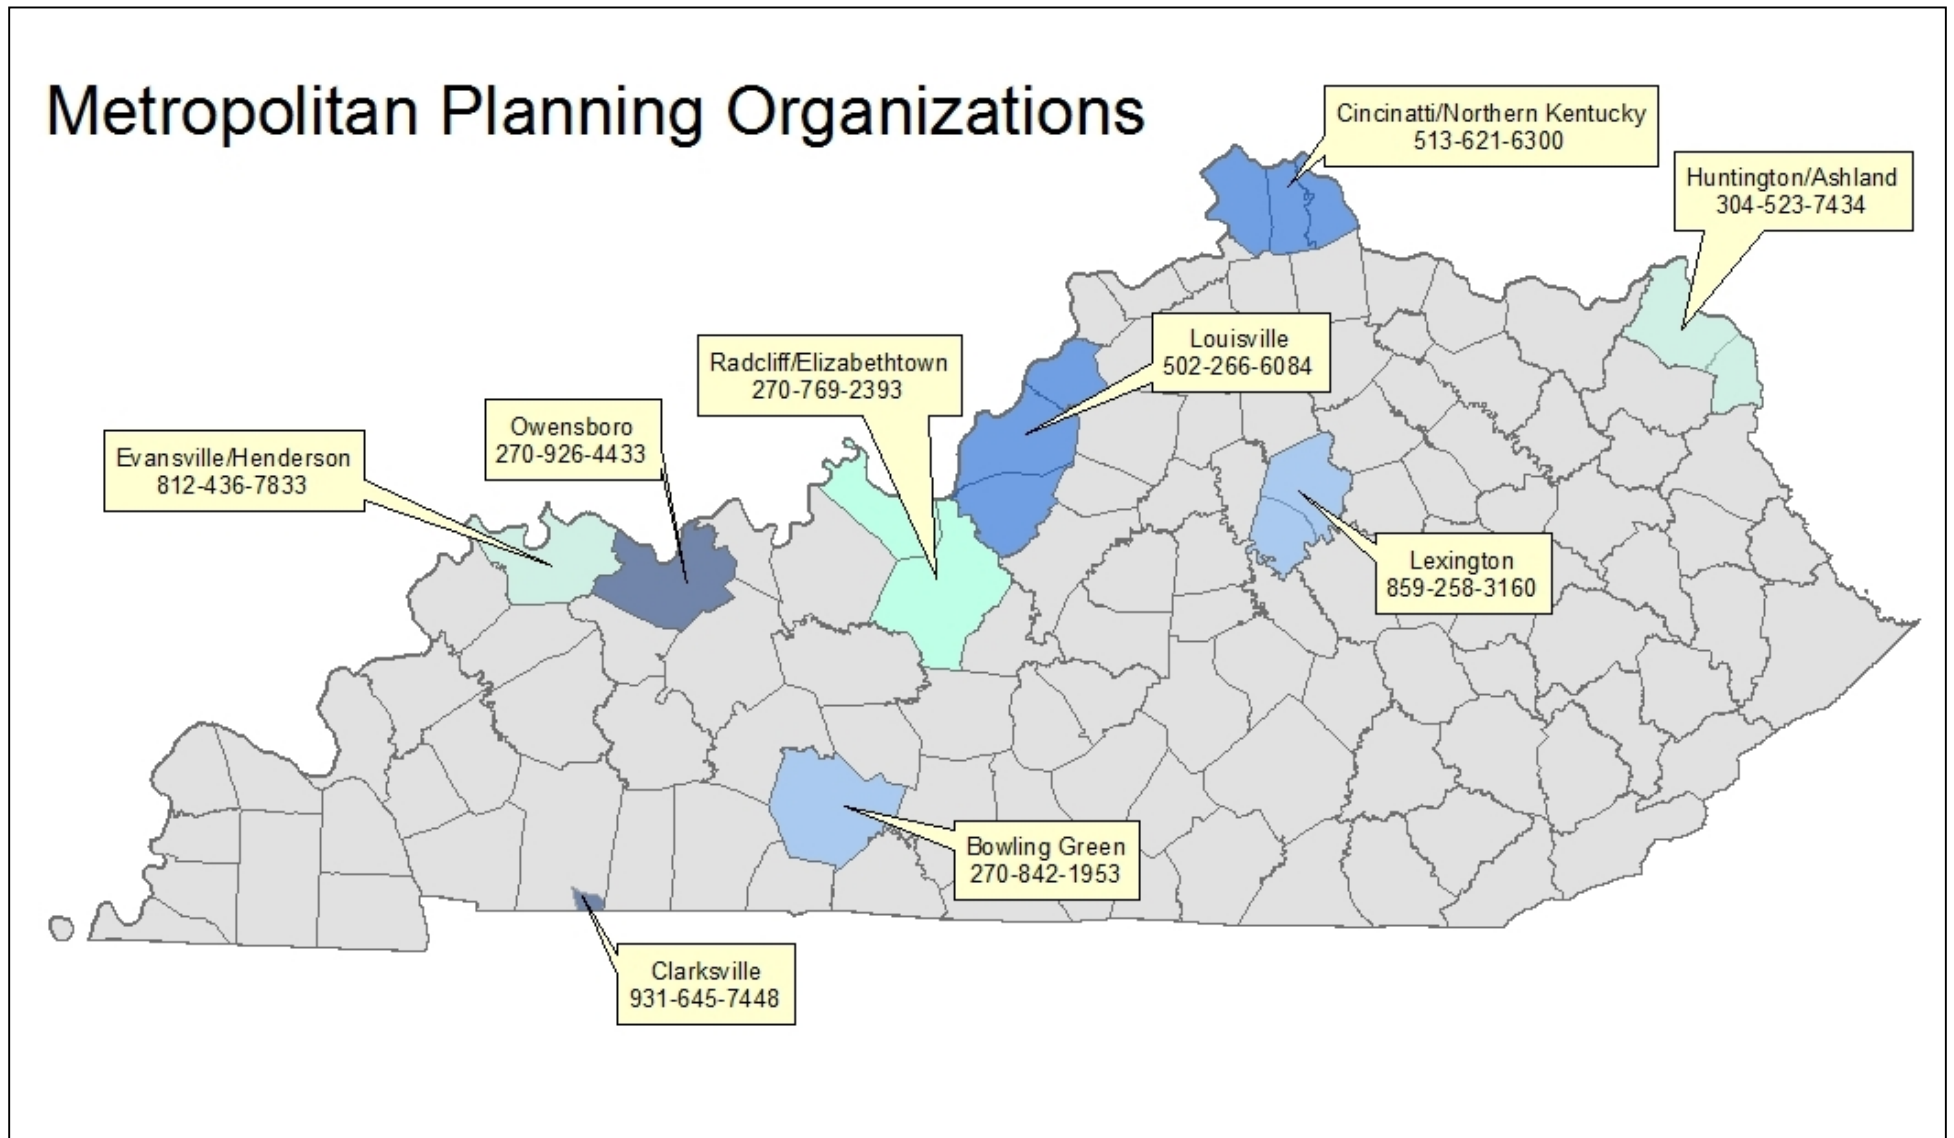 Metropolitan Planning Organizations
Cincinatti/Northern Kentucky
513-621-6300
Huntington/Ashland
304-523-7434
Louisville
502-266-6084
Radcliff/Elizabethtown
270-769-2393
Owensboro
270-926-4433
Evansville/Henderson
812-436-7833
Lexington
859-258-3160
Bowling Green
270-842-1953
Clarksville
931-645-7448